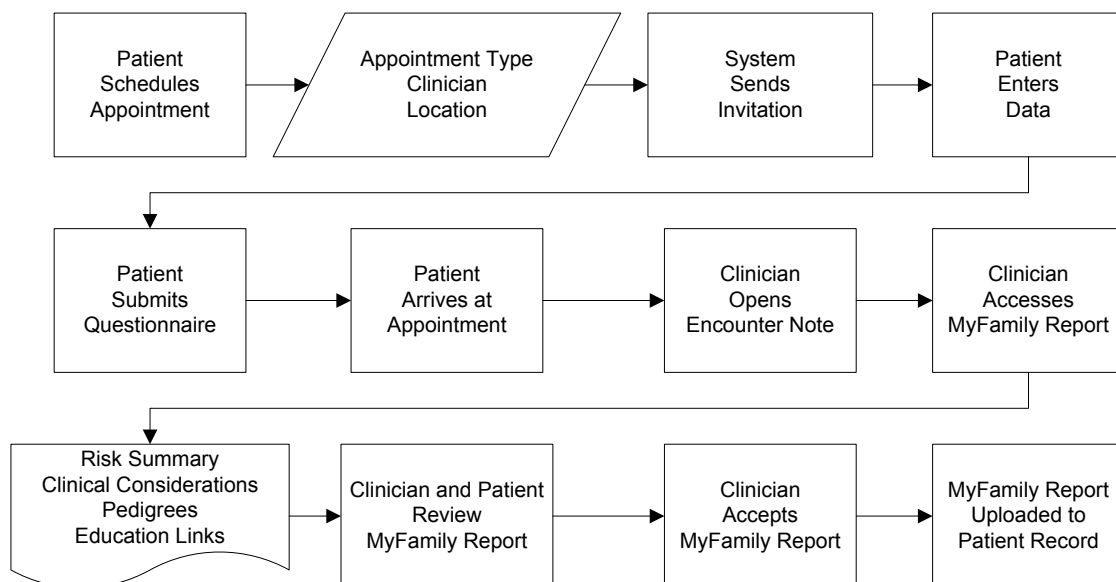 Patient
Schedules
Appointment
Appointment Type
Clinician
Location
System
Sends
Invitation
Patient
Enters
Data
Patient
Submits
Questionnaire
Patient
Arrives at
Appointment
Clinician
Opens
Encounter Note
Clinician
Accesses
MyFamily Report
Risk Summary
Clinical Considerations
Pedigrees
Education Links
Clinician and Patient
Review
MyFamily Report
Clinician
Accepts
MyFamily Report
MyFamily Report
Uploaded to
Patient Record